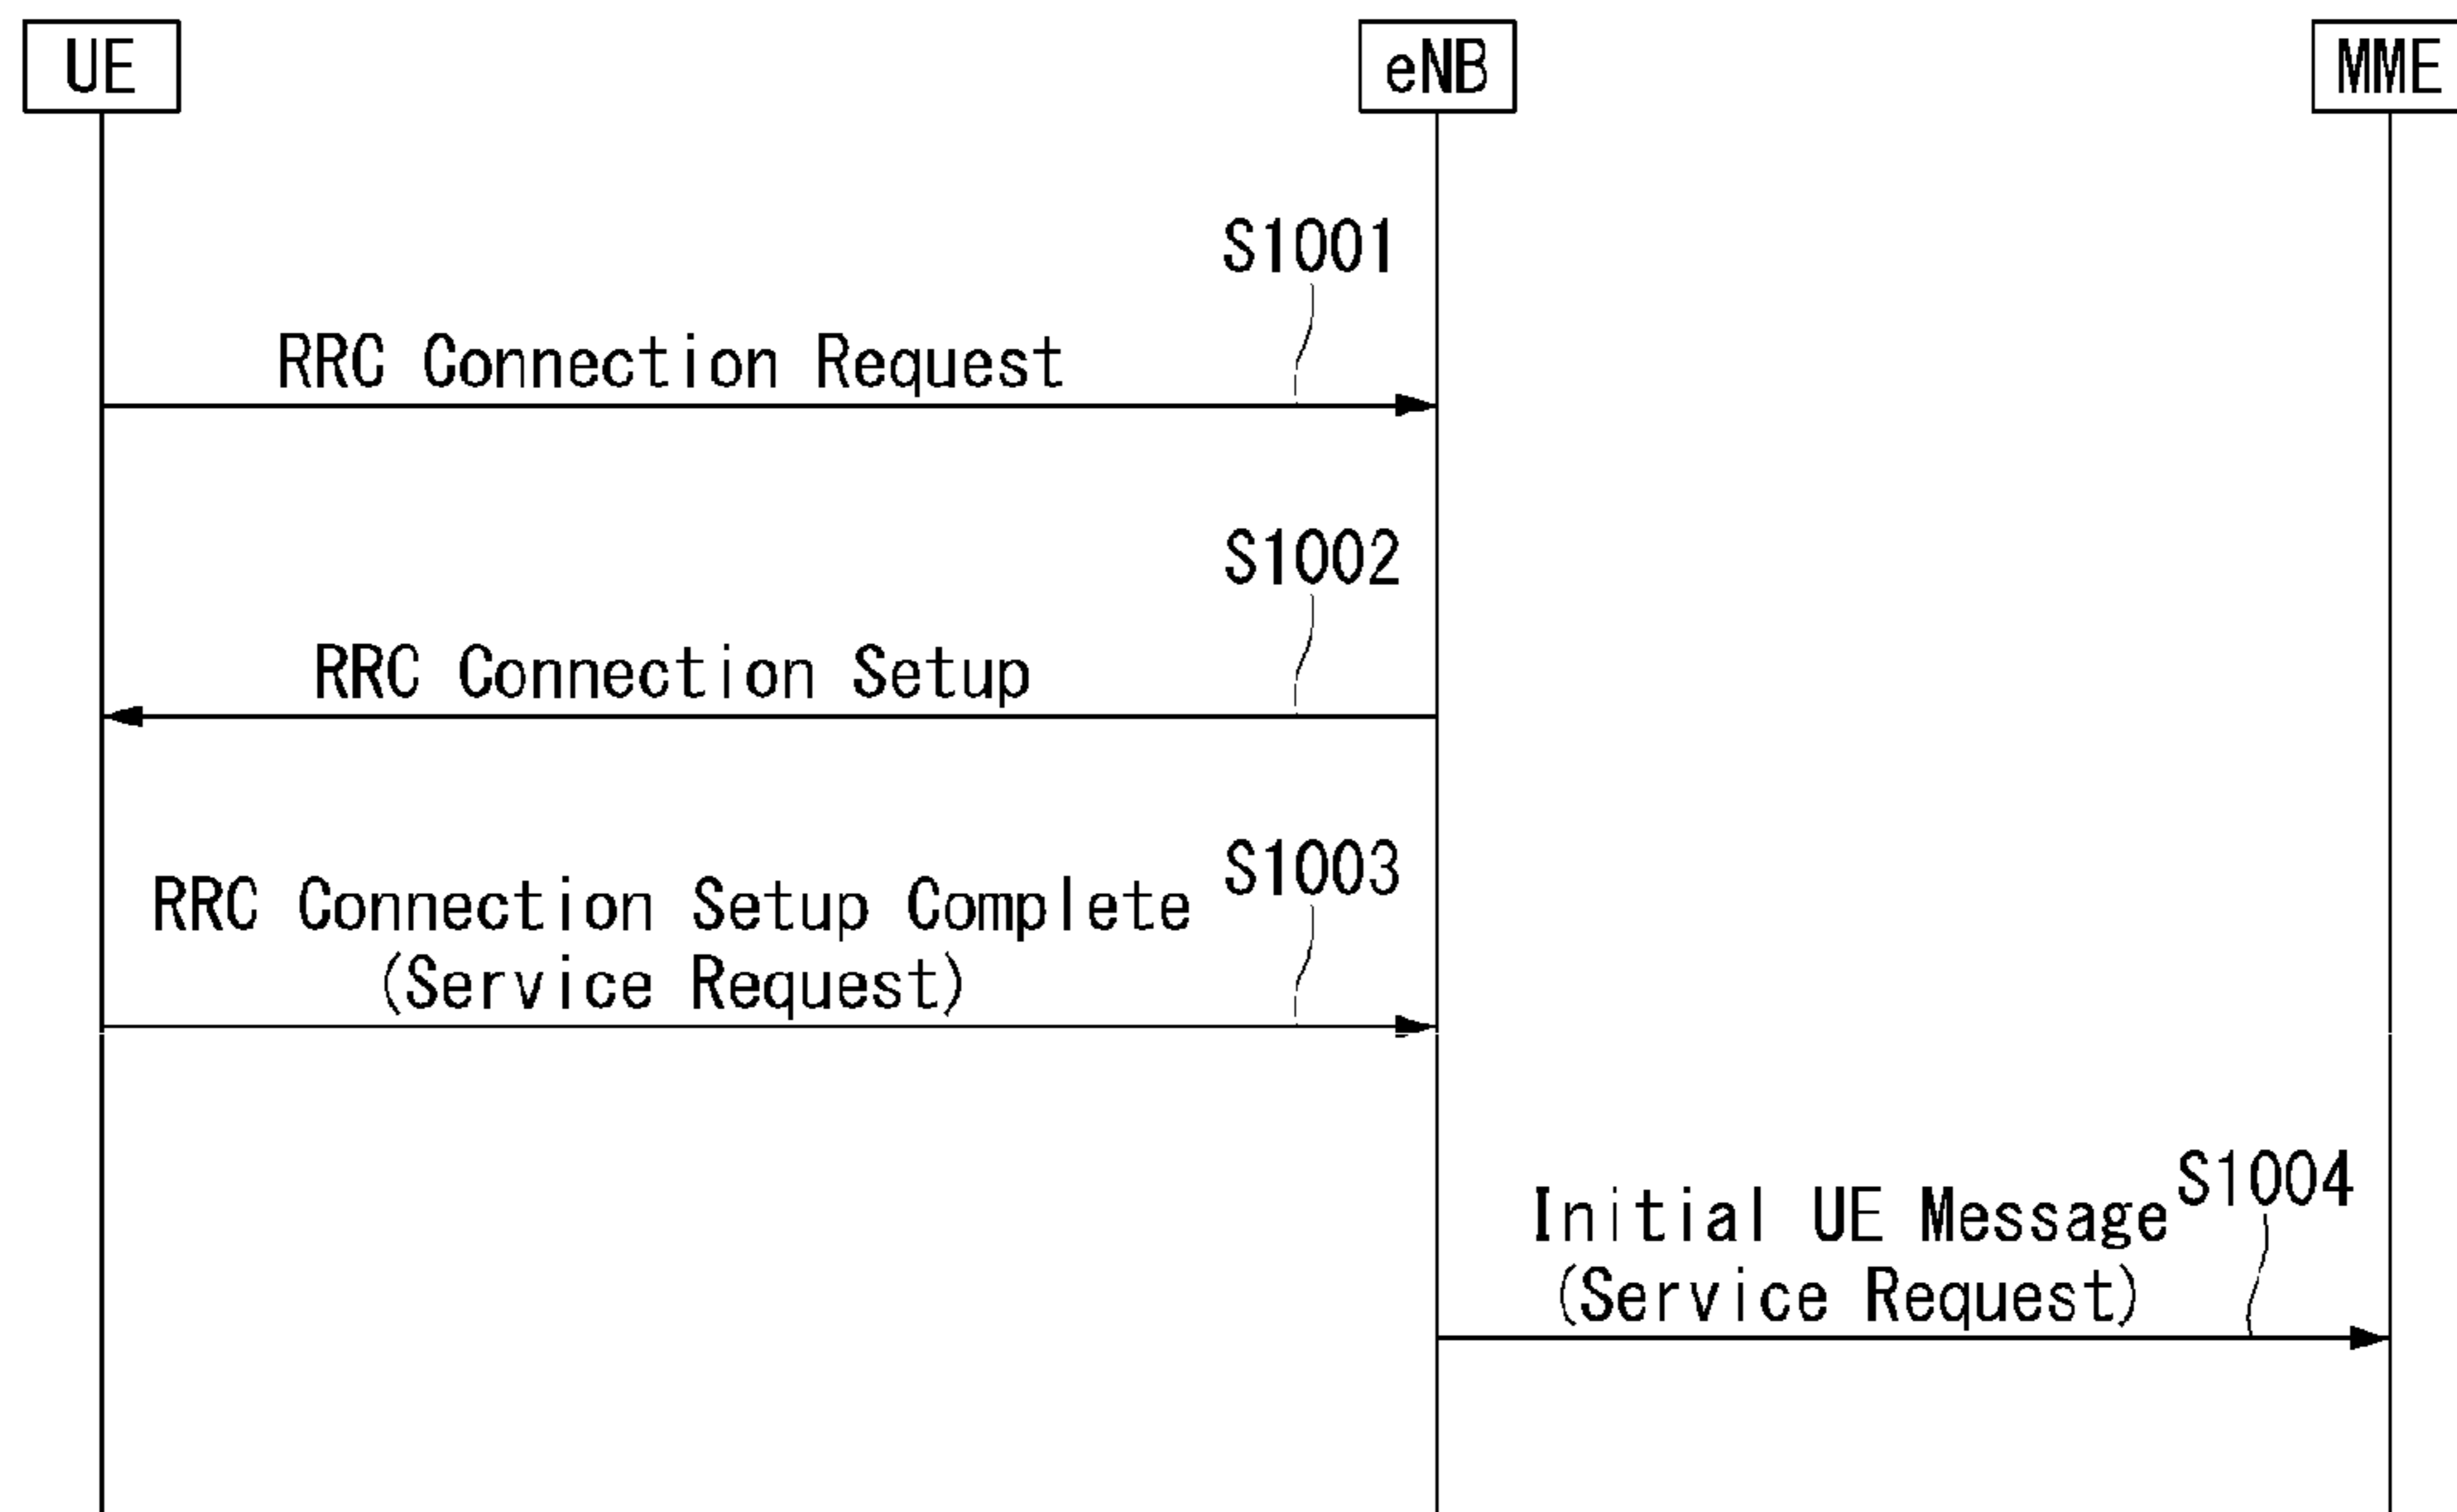 UE
eNB
MME
S1001
RRC Connection Request
S1002
RRC Connection Setup
S1003
RRC Connection Setup Complete
(Service Request)
S1004
Initial UE Message
(Service Request)